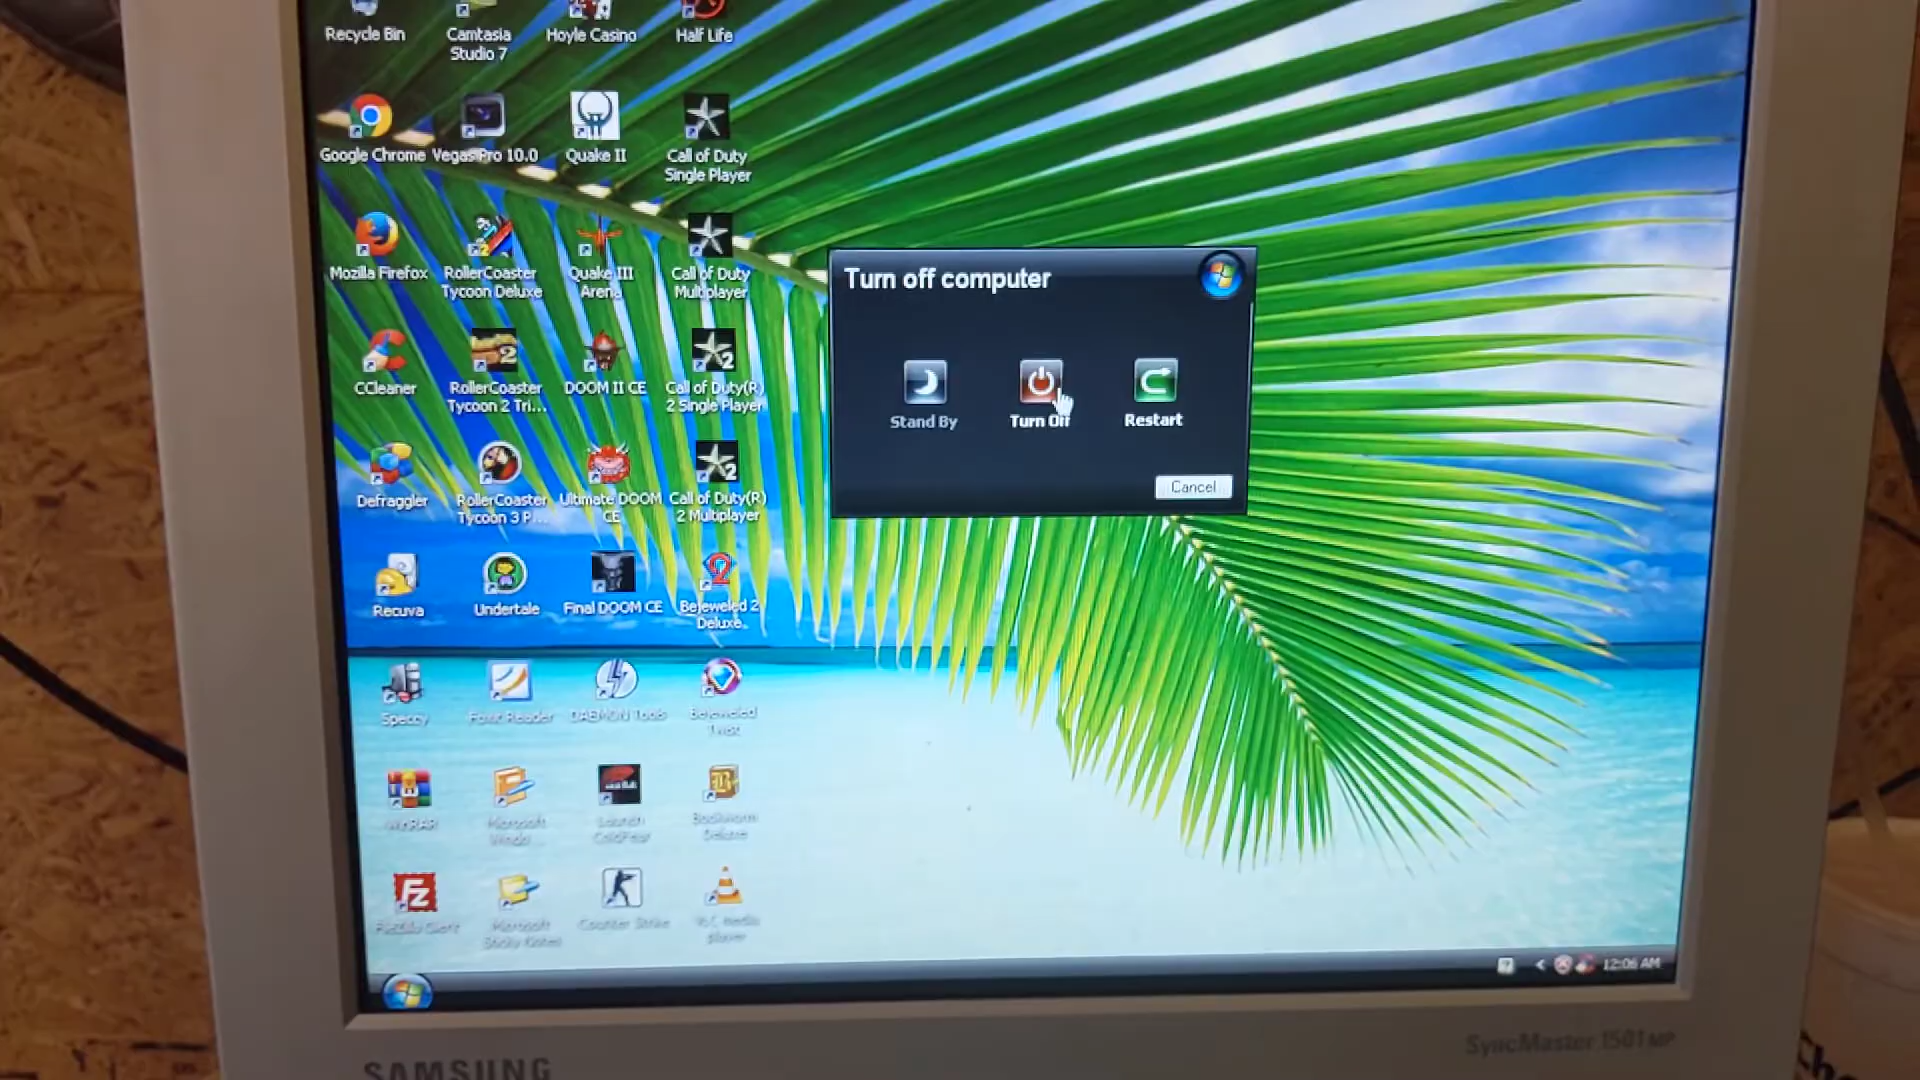 Recycle Bin
Camtasia
Studio 7
Hoyle Casino
Half Life
Google Chrome
Vegas Pro 10.0
Quake II
Call of Duty
Single Player
Mozilla Firefox
RollerCoaster
Tycoon Deluxe
Quake III
Arena
Call of Duty
Multiplayer
CCleaner
RollerCoaster
Tycoon 2 Tri...
2
DOOM II CE
Call of Duty(R)
2 Single Player
2
Defraggler
RollerCoaster
Tycoon 3 P...
Ultimate DOOM
CE
Call of Duty(R)
2 Multiplayer
2
Recuva
Undertale
Final DOOM CE
Bejeweled 2
Deluxe
Speccy
Foxit Reader
DAEMON Tools
Bejeweled
Twist
WinRAR
Microsoft
Windo...
Launch
ColdFear
Bookworm
Deluxe
FZ
FileZilla Client
Microsoft
Sticky Notes
Counter Strike
VLC media
player
Turn off computer
Stand By
Turn Off
Restart
Cancel
12:06 AM
SAMSUNG
SyncMaster 1501MP